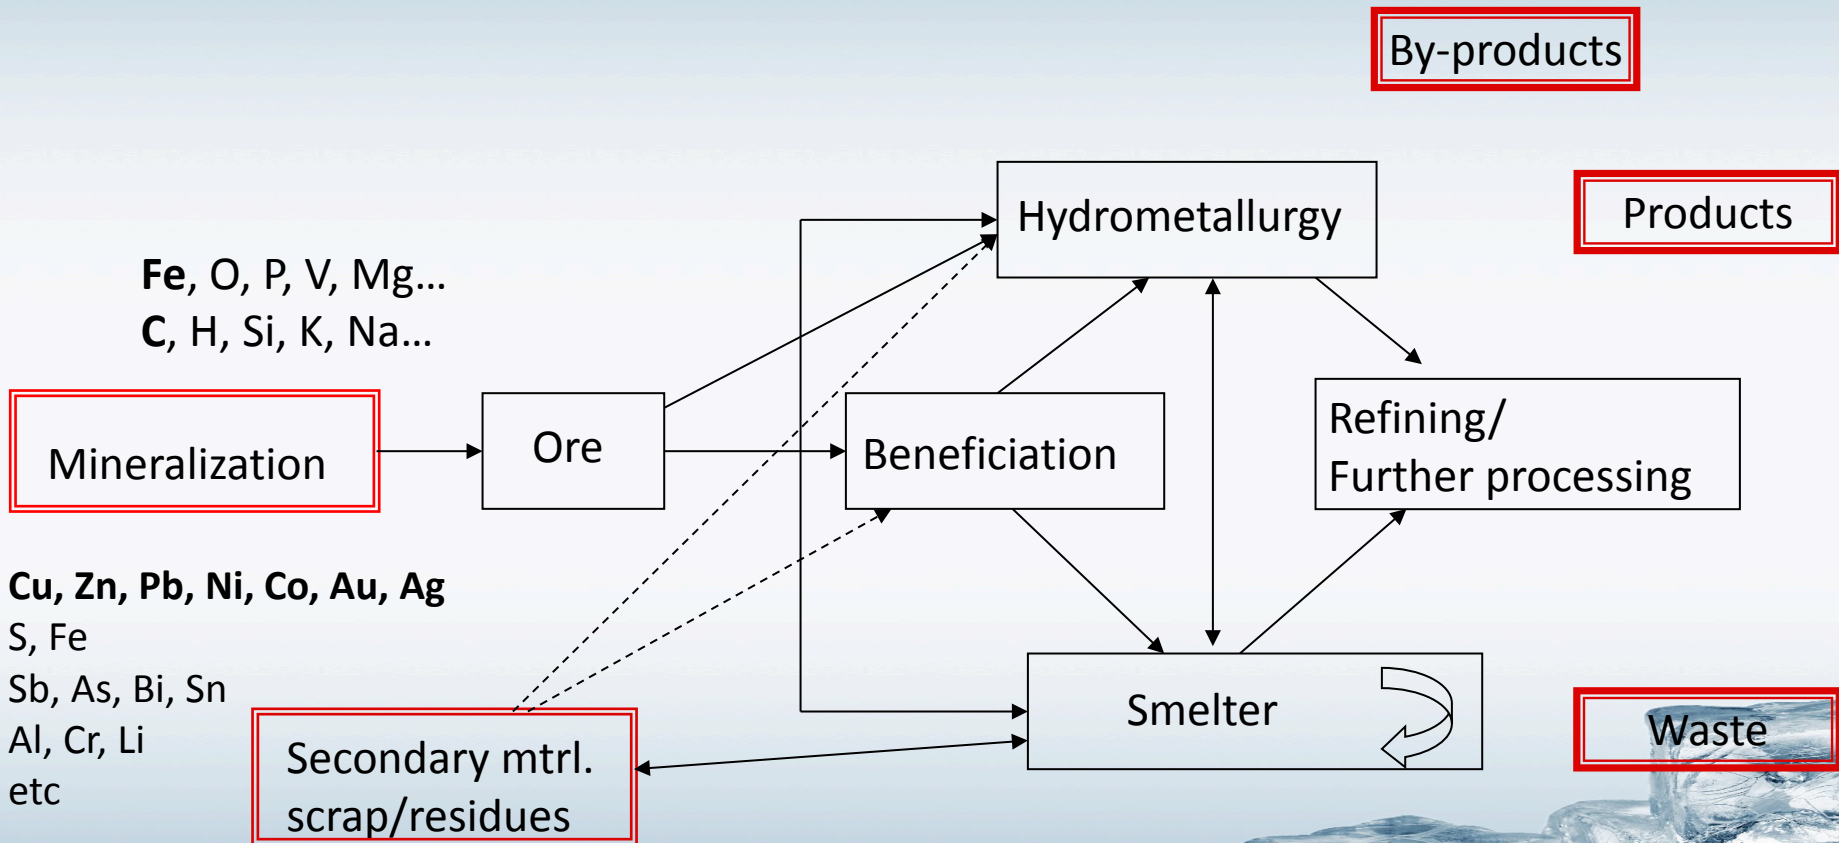 By-products
Hydrometallurgy
Products
Fe, O, P, V, Mg...
C, H, Si, K, Na...
Mineralization
Ore
Beneficiation
Refining/
Further processing
Cu, Zn, Pb, Ni, Co, Au, Ag
S, Fe
Sb, As, Bi, Sn
Al, Cr, Li
etc
Secondary mtrl.
scrap/residues
Smelter
Waste